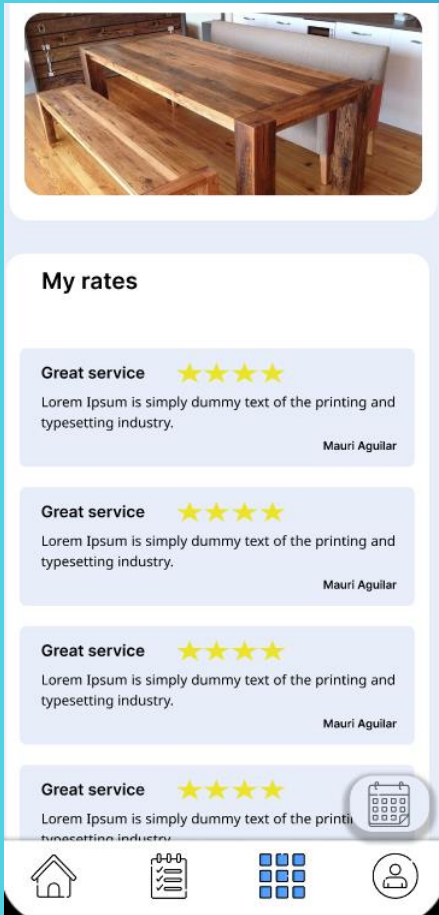 My rates
Great service
Lorem Ipsum is simply dummy text of the printing and
typesetting industry.
Mauri Aguilar
Great service
Lorem Ipsum is simply dummy text of the printing and
typesetting industry.
Mauri Aguilar
Great service
Lorem Ipsum is simply dummy text of the printing and
typesetting industry.
Mauri Aguilar
Great service
Lorem Ipsum is simply dummy text of the
typesetting industry.